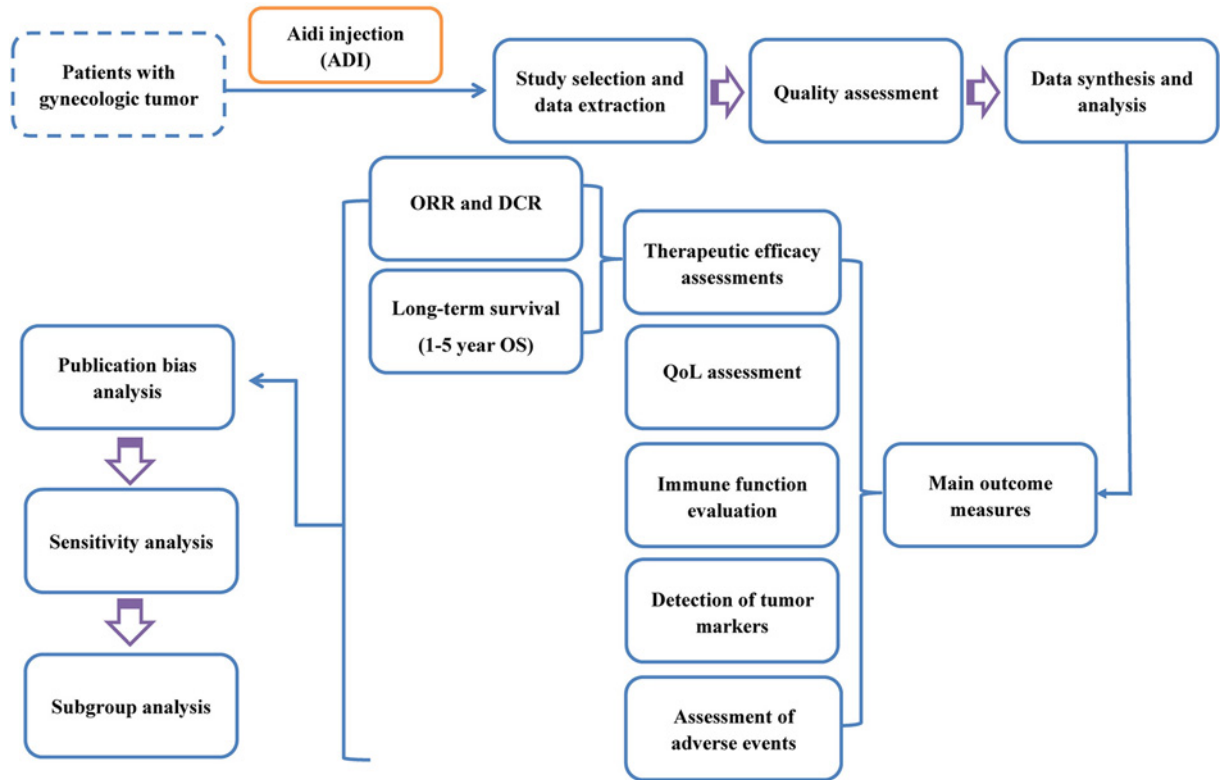 Patients with
gynecologic tumor
Aidi injection
(ADI)
Study selection and
data extraction
Quality assessment
Data synthesis and
analysis
ORR and DCR
Long-term survival
(1-5 year OS)
Therapeutic efficacy
assessments
QoL assessment
Immune function
evaluation
Detection of tumor
markers
Assessment of
adverse events
Main outcome
measures
Publication bias
analysis
Sensitivity analysis
Subgroup analysis